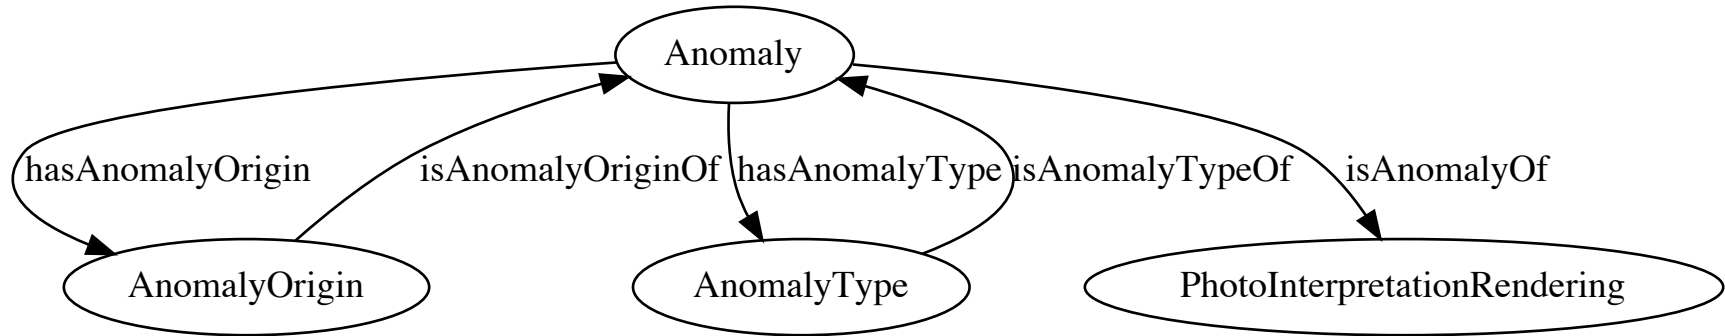 Anomaly
hasAnomalyOrigin isAnomalyOriginOf hasAnomalyType isAnomalyTypeOf isAnomalyOf
AnomalyOrigin AnomalyType PhotoInterpretationRendering